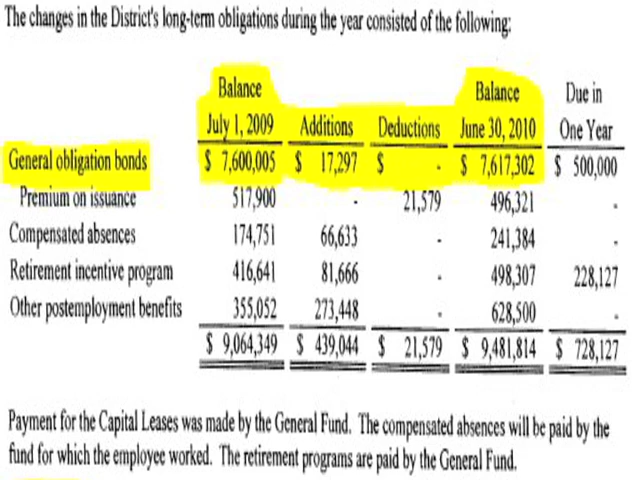 The changes in the District's long-term obligations during the year consisted of the following:
Balance Balance Due in
July 1, 2009 Additions Deductions June 30, 2010 One Year
General obligation bonds $ 7,600,005 $ 17,297 $ - $ 7,617,302 $ 500,000
Premium on issuance 517,900 - 21,579 496,321 -
Compensated absences 174,751 66,633 - 241,384 -
Retirement incentive program 416,641 81,666 - 498,307 228,127
Other postemployment benefits 355,052 273,448 - 628,500 -
$ 9,064,349 $ 439,044 $ 21,579 $ 9,481,814 $ 728,127
Payment for the Capital Leases was made by the General Fund. The compensated absences will be paid by the
fund for which the employee worked. The retirement programs are paid by the General Fund.